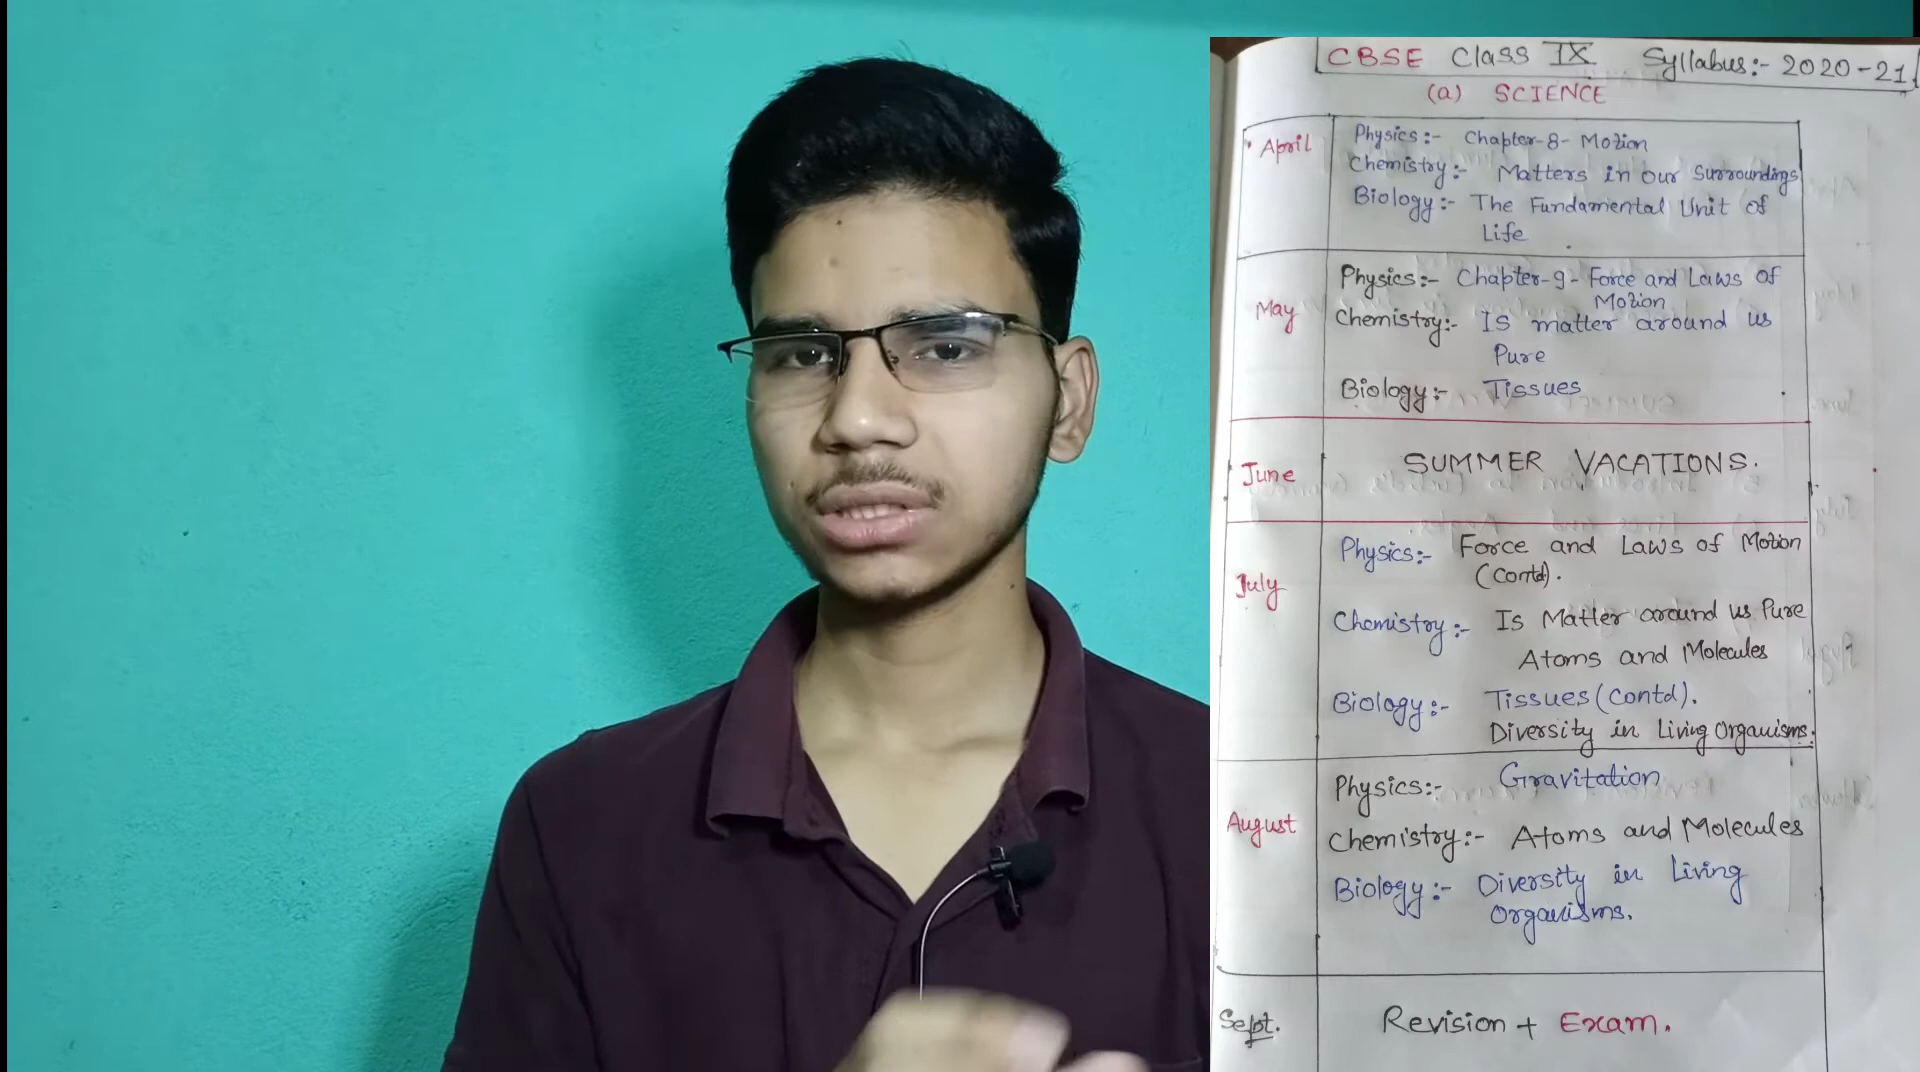 CBSE Class IX Syllabus:- 2020-21
(a) SCIENCE
April
Physics:- Chapter-8- Motion
Chemistry:- Matters in our Surroundings
Biology:- The Fundamental Unit of
Life
May
Physics:- Chapter-9- Force and Laws of
Motion
Chemistry:- Is matter around us
Pure
Biology:- Tissues
June
SUMMER VACATIONS.
July
Physics:- Force and Laws of Motion
(Contd).
Chemistry:- Is Matter around us Pure
Atoms and Molecules
Biology:- Tissues (Contd).
Diversity in Living Organisms.
August
Physics:- Gravitation
Chemistry:- Atoms and Molecules
Biology:- Diversity in Living
Organisms.
Sept.
Revision + Exam.